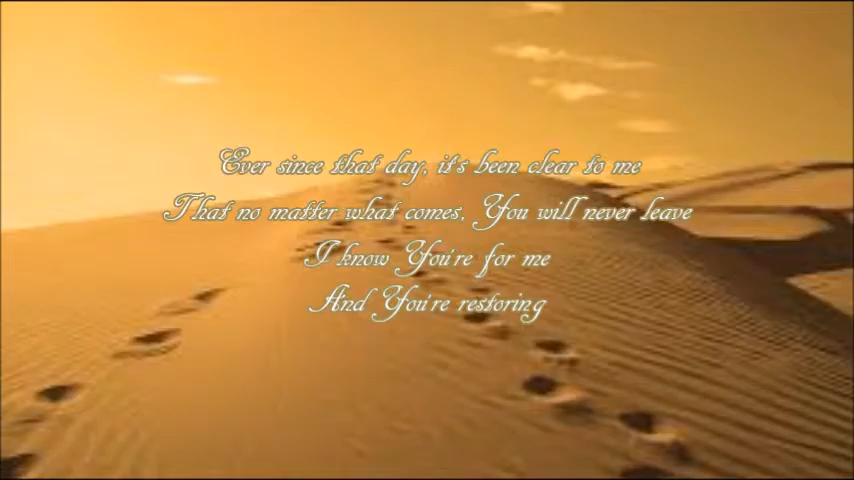 Ever since that day, it's been clear to me
That no matter what comes, You will never leave
I know You're for me
And You're restoring